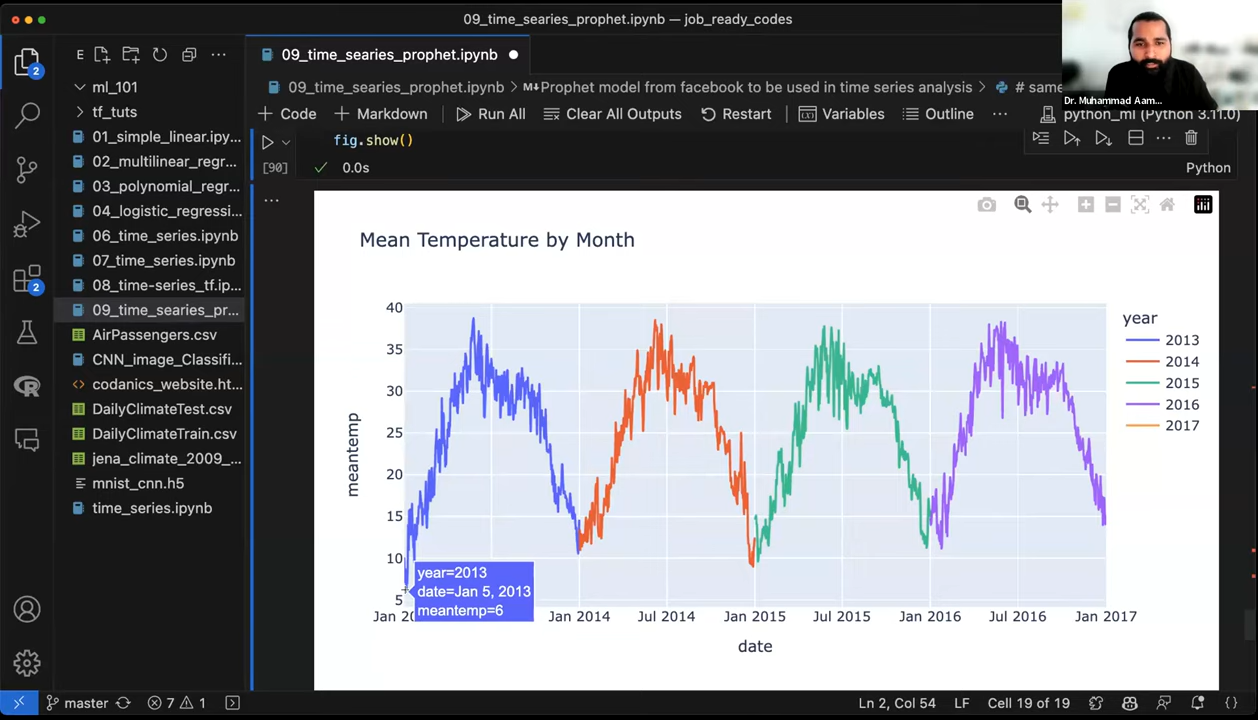 09_time_searies_prophet.ipynb — job_ready_codes
Dr. Muhammad Aam...
2
2
E
ml_101
tf_tuts
01_simple_linear.ipy...
02_multilinear_regr...
03_polynomial_regr...
04_logistic_regressi...
06_time_series.ipynb
07_time_series.ipynb
08_time-series_tf.ip...
09_time_searies_pr...
AirPassengers.csv
CNN_image_Classifi...
codanics_website.ht...
DailyClimateTest.csv
DailyClimateTrain.csv
jena_climate_2009_...
mnist_cnn.h5
time_series.ipynb
09_time_searies_prophet.ipynb
09_time_searies_prophet.ipynb > M↓Prophet model from facebook to be used in time series analysis > # same
+ Code + Markdown Run All Clear All Outputs Restart Variables Outline ... python_ml (Python 3.11.0)
fig.show()
[90] 0.0s Python
Mean Temperature by Month
40
35
30
25
20
15
10
5
meantemp
year
2013
2014
2015
2016
2017
year=2013
date=Jan 5, 2013
meantemp=6
Jan 20 Jan 2014 Jul 2014 Jan 2015 Jul 2015 Jan 2016 Jul 2016 Jan 2017
date
master 7 1 Ln 2, Col 54 LF Cell 19 of 19